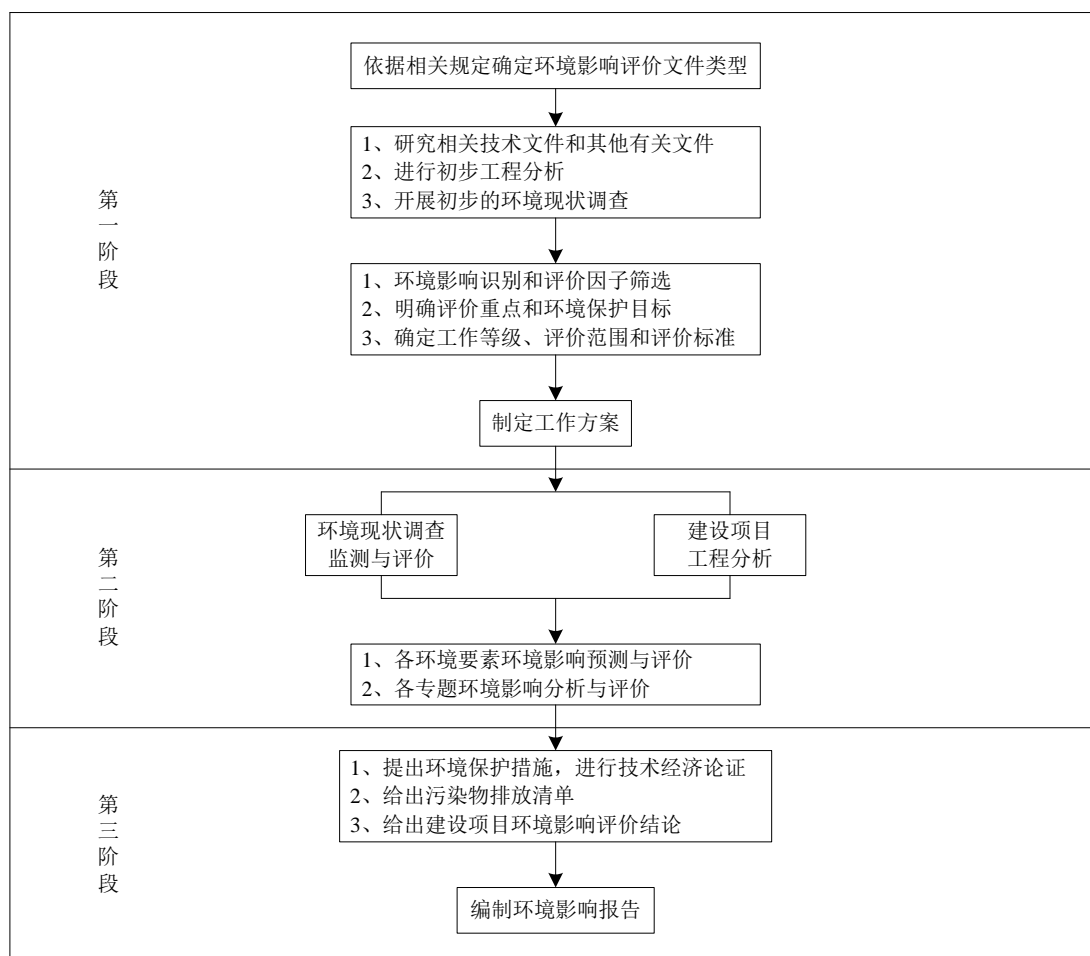 依据相关规定确定环境影响评价文件类型
1、研究相关技术文件和其他有关文件
2、进行初步工程分析
3、开展初步的环境现状调查
第一阶段
1、环境影响识别和评价因子筛选
2、明确评价重点和环境保护目标
3、确定工作等级、评价范围和评价标准
制定工作方案
第二阶段
环境现状调查
监测与评价
建设项目
工程分析
1、各环境要素环境影响预测与评价
2、各专题环境影响分析与评价
第三阶段
1、提出环境保护措施，进行技术经济论证
2、给出污染物排放清单
3、给出建设项目环境影响评价结论
编制环境影响报告